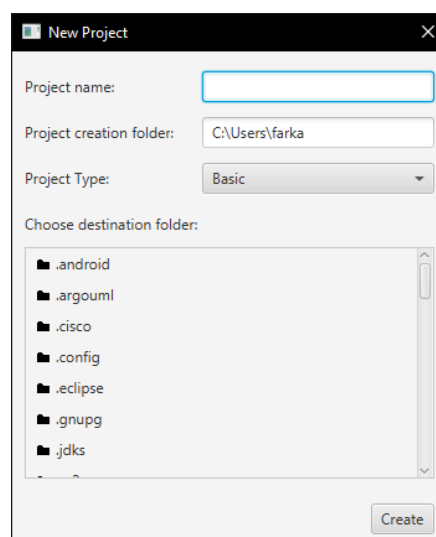 New Project
Project name:
Project creation folder: C:\Users\farka
Project Type: Basic
Choose destination folder:
.android
.argouml
.cisco
.config
.eclipse
.gnupg
.jdks
Create